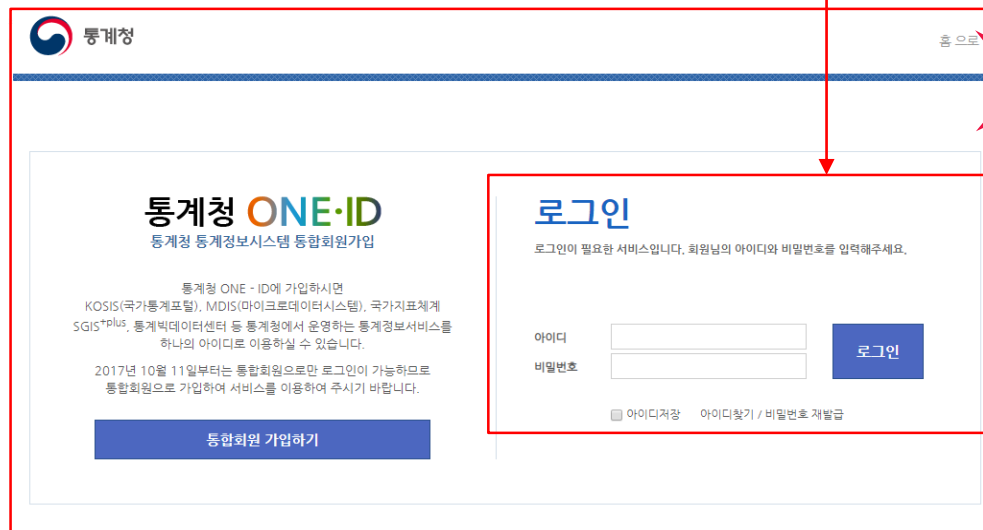 통계청
홈 으로
통계청 ONE·ID
통계청 통계정보시스템 통합회원가입
통계청 ONE - ID에 가입하시면
KOSIS(국가통계포털), MDIS(마이크로데이터시스템), 국가지표체계
SGIS+plus, 통계빅데이터센터 등 통계청에서 운영하는 통계정보서비스를
하나의 아이디로 이용하실 수 있습니다.
2017년 10월 11일부터는 통합회원으로만 로그인이 가능하므로
통합회원으로 가입하여 서비스를 이용하여 주시기 바랍니다.
통합회원 가입하기
로그인
로그인이 필요한 서비스입니다. 회원님의 아이디와 비밀번호를 입력해주세요.
아이디
비밀번호
로그인
아이디저장 아이디찾기 / 비밀번호 재발급